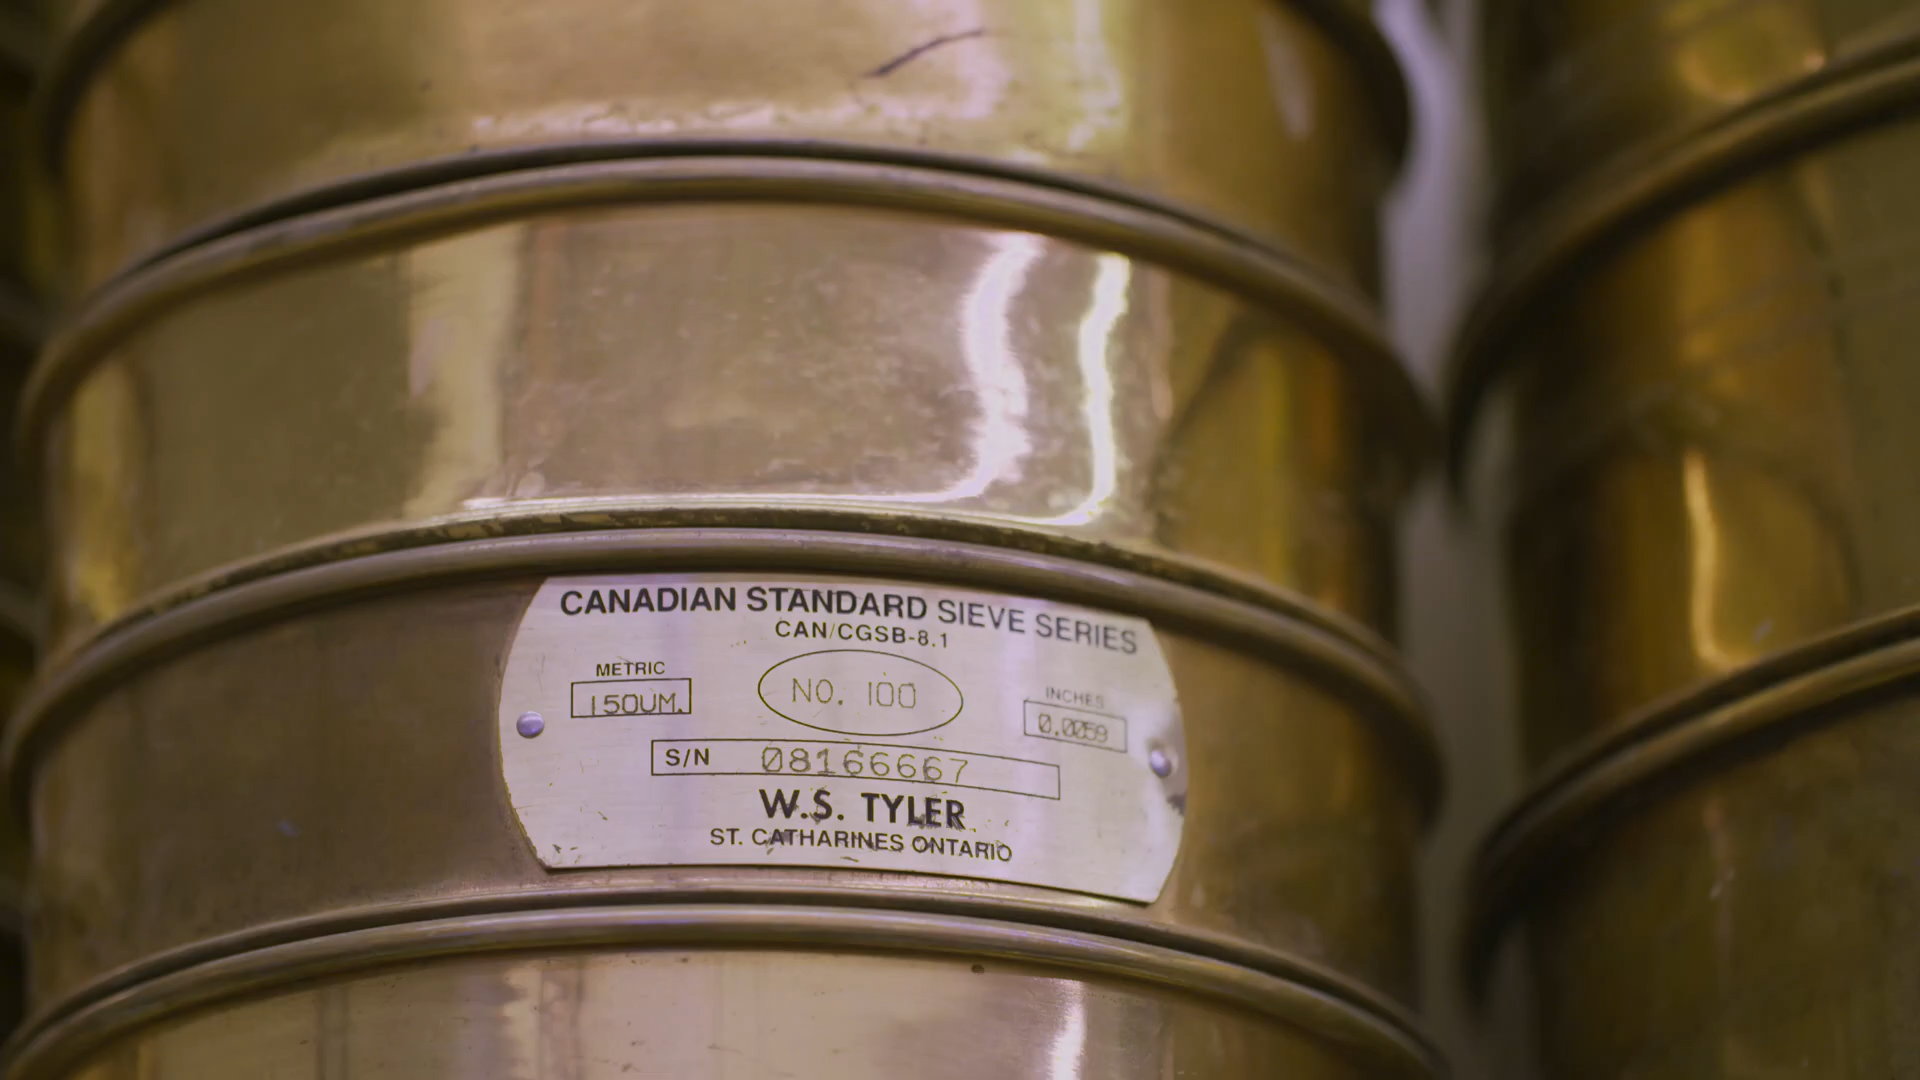 CANADIAN STANDARD SIEVE SERIES
CAN/CGSB-8.1
METRIC
150UM.
NO. 100
INCHES
0.0059
S/N 08166667
W.S. TYLER
ST. CATHARINES ONTARIO